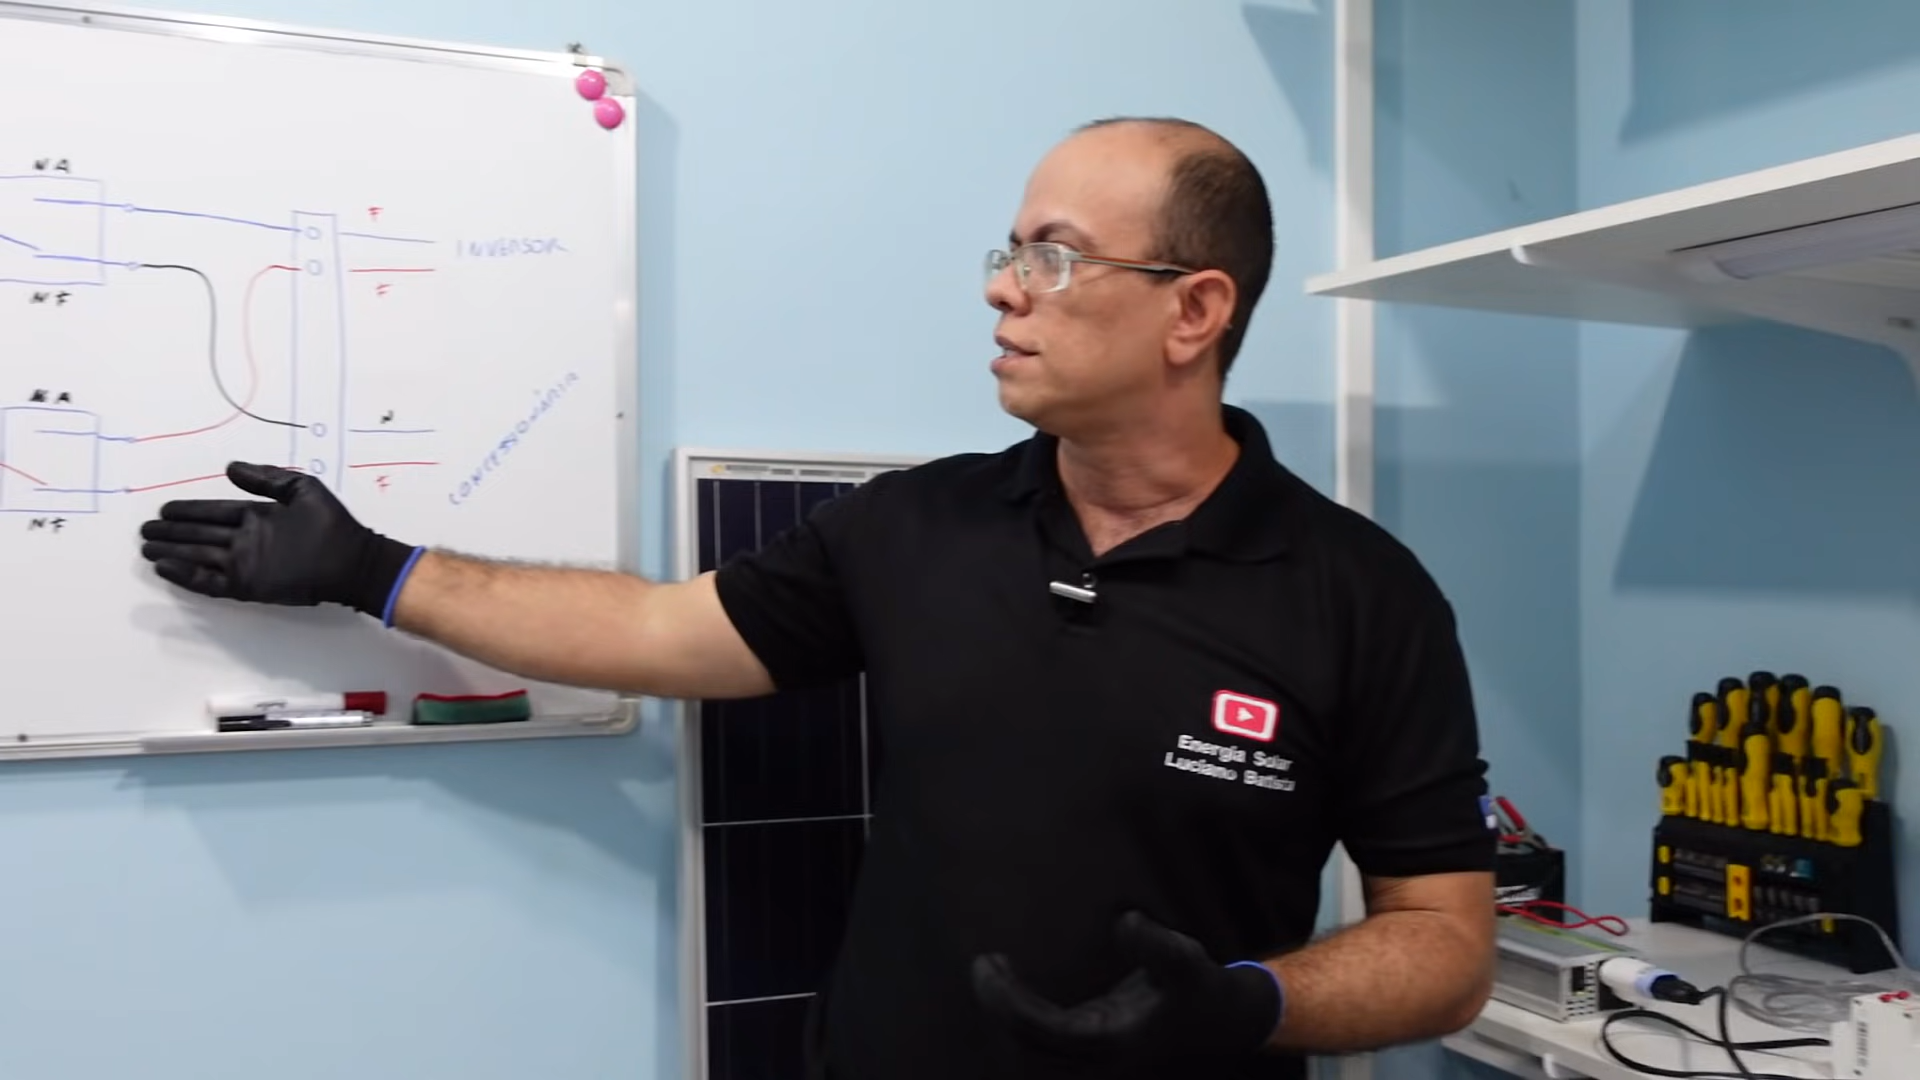 NA
F
INVERSOR
F
NF
NA
N
CONCESSIONÁRIA
F
NF
Energia Solar
Luciano Batista